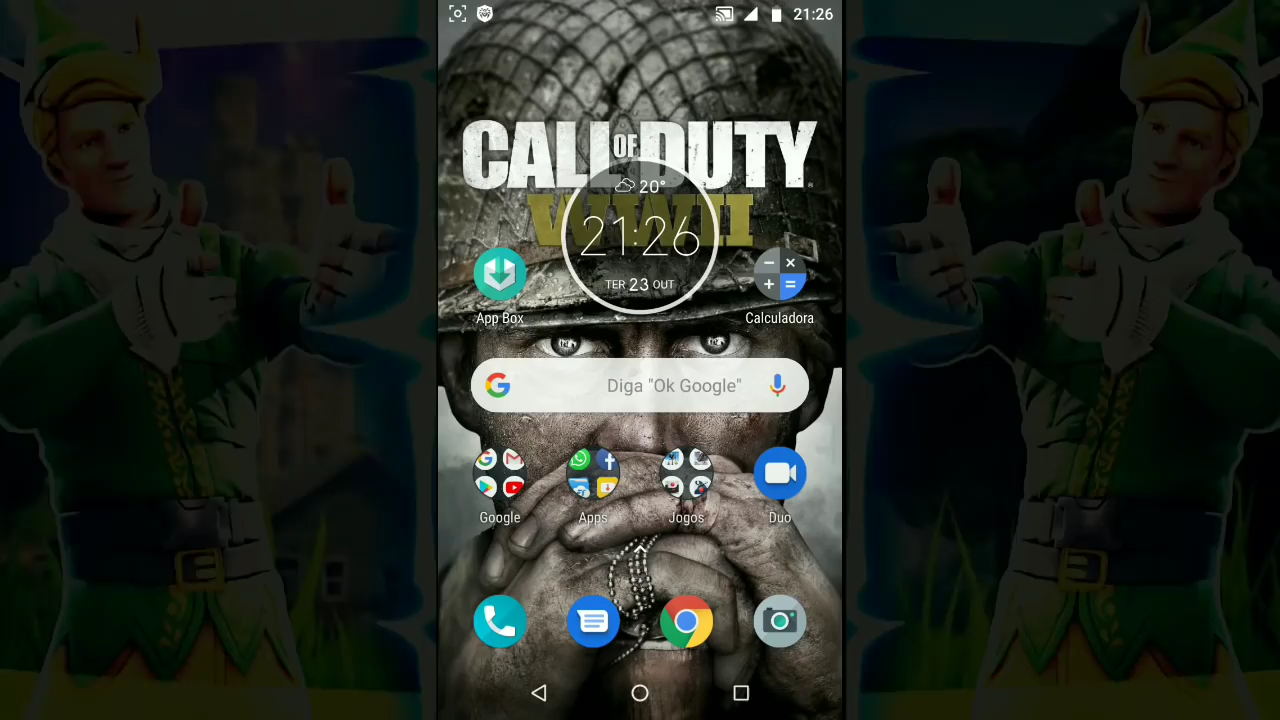 21:26
CALL OF DUTY
WWII
20°
21:26
TER 23 OUT
App Box
Calculadora
Diga "Ok Google"
Google
Apps
Jogos
Duo